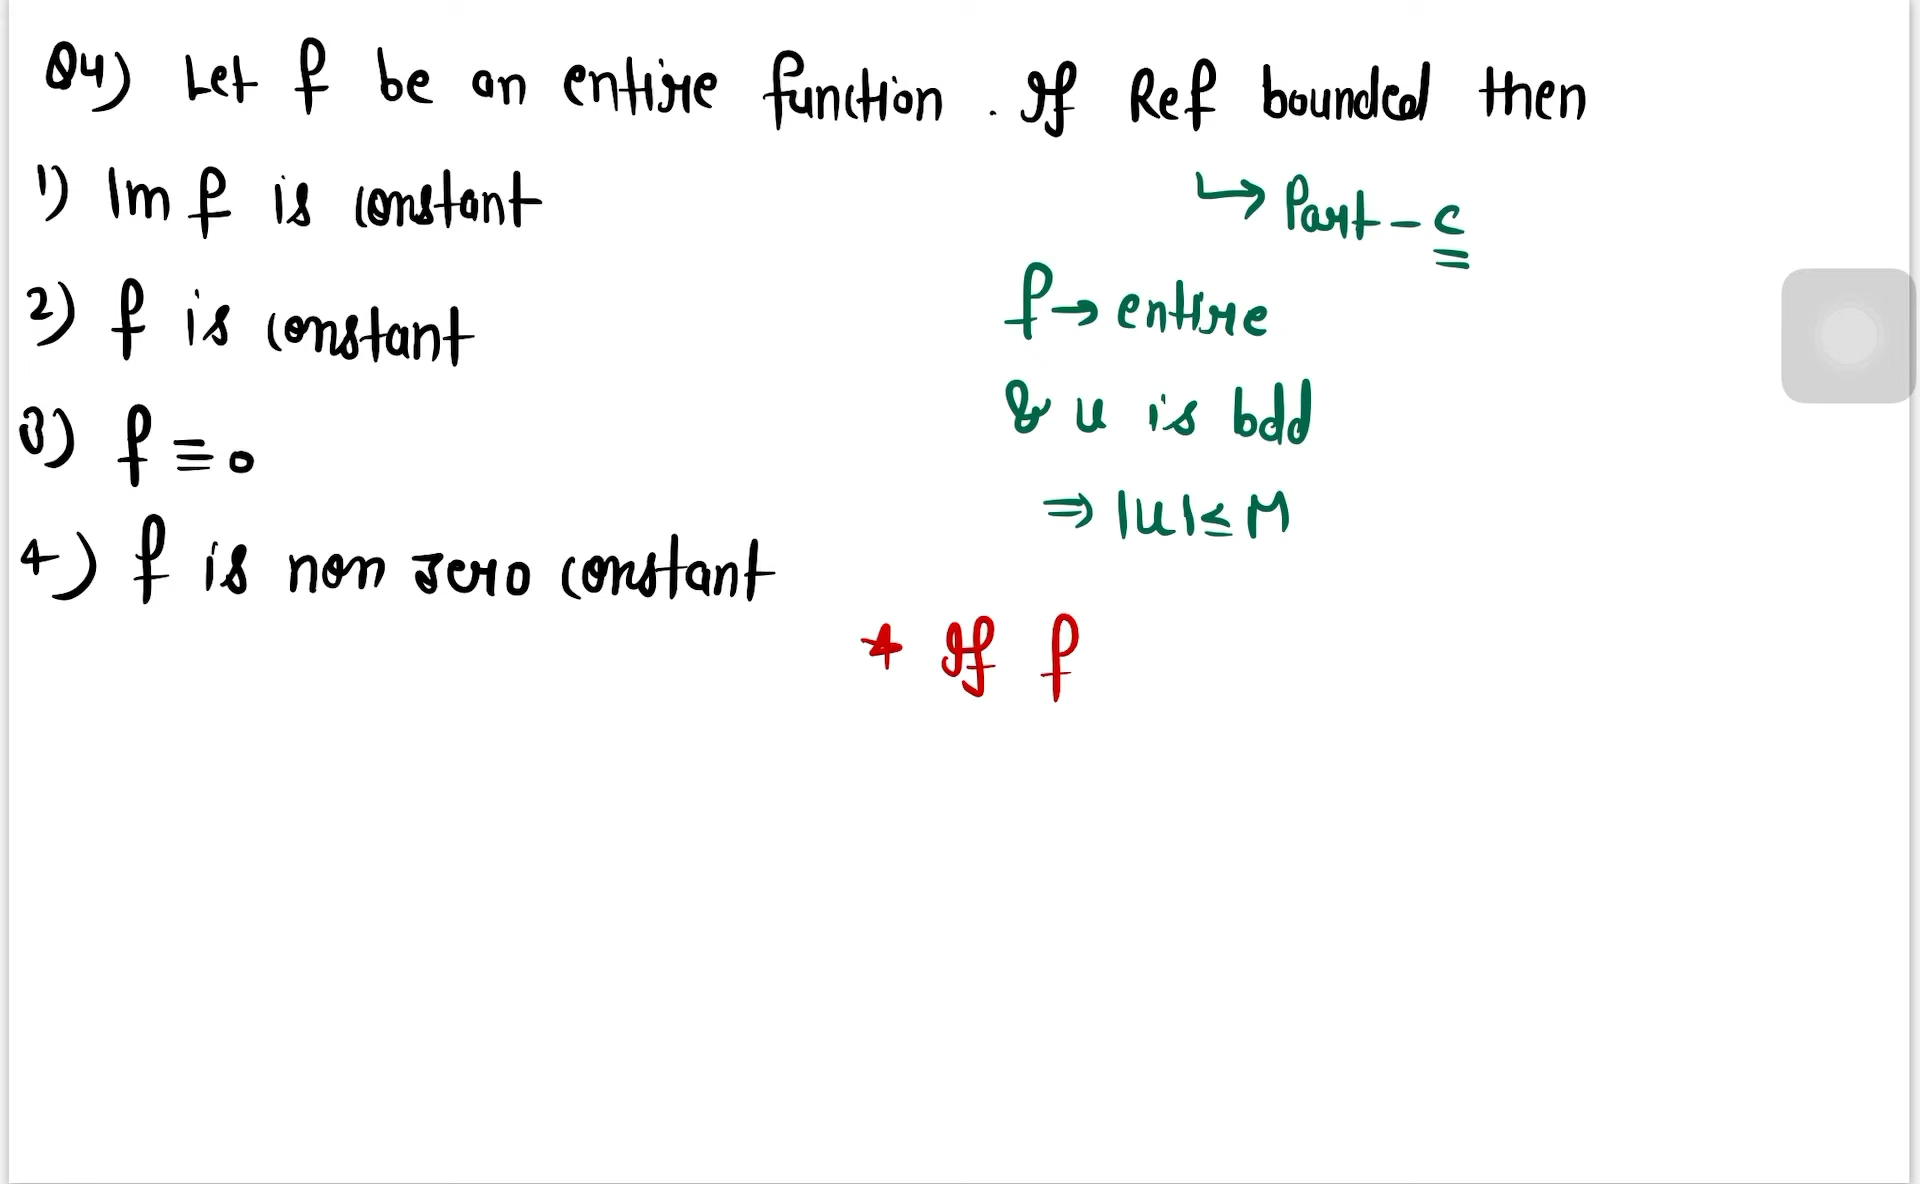 Q4) Let f be an entire function . If Ref bounded then
1) Im f is constant
↳ Part - c
2) f is constant
f → entire
& u is bdd
3) f ≡ 0
⇒ |u| ≤ M
4) f is non zero constant
* If f